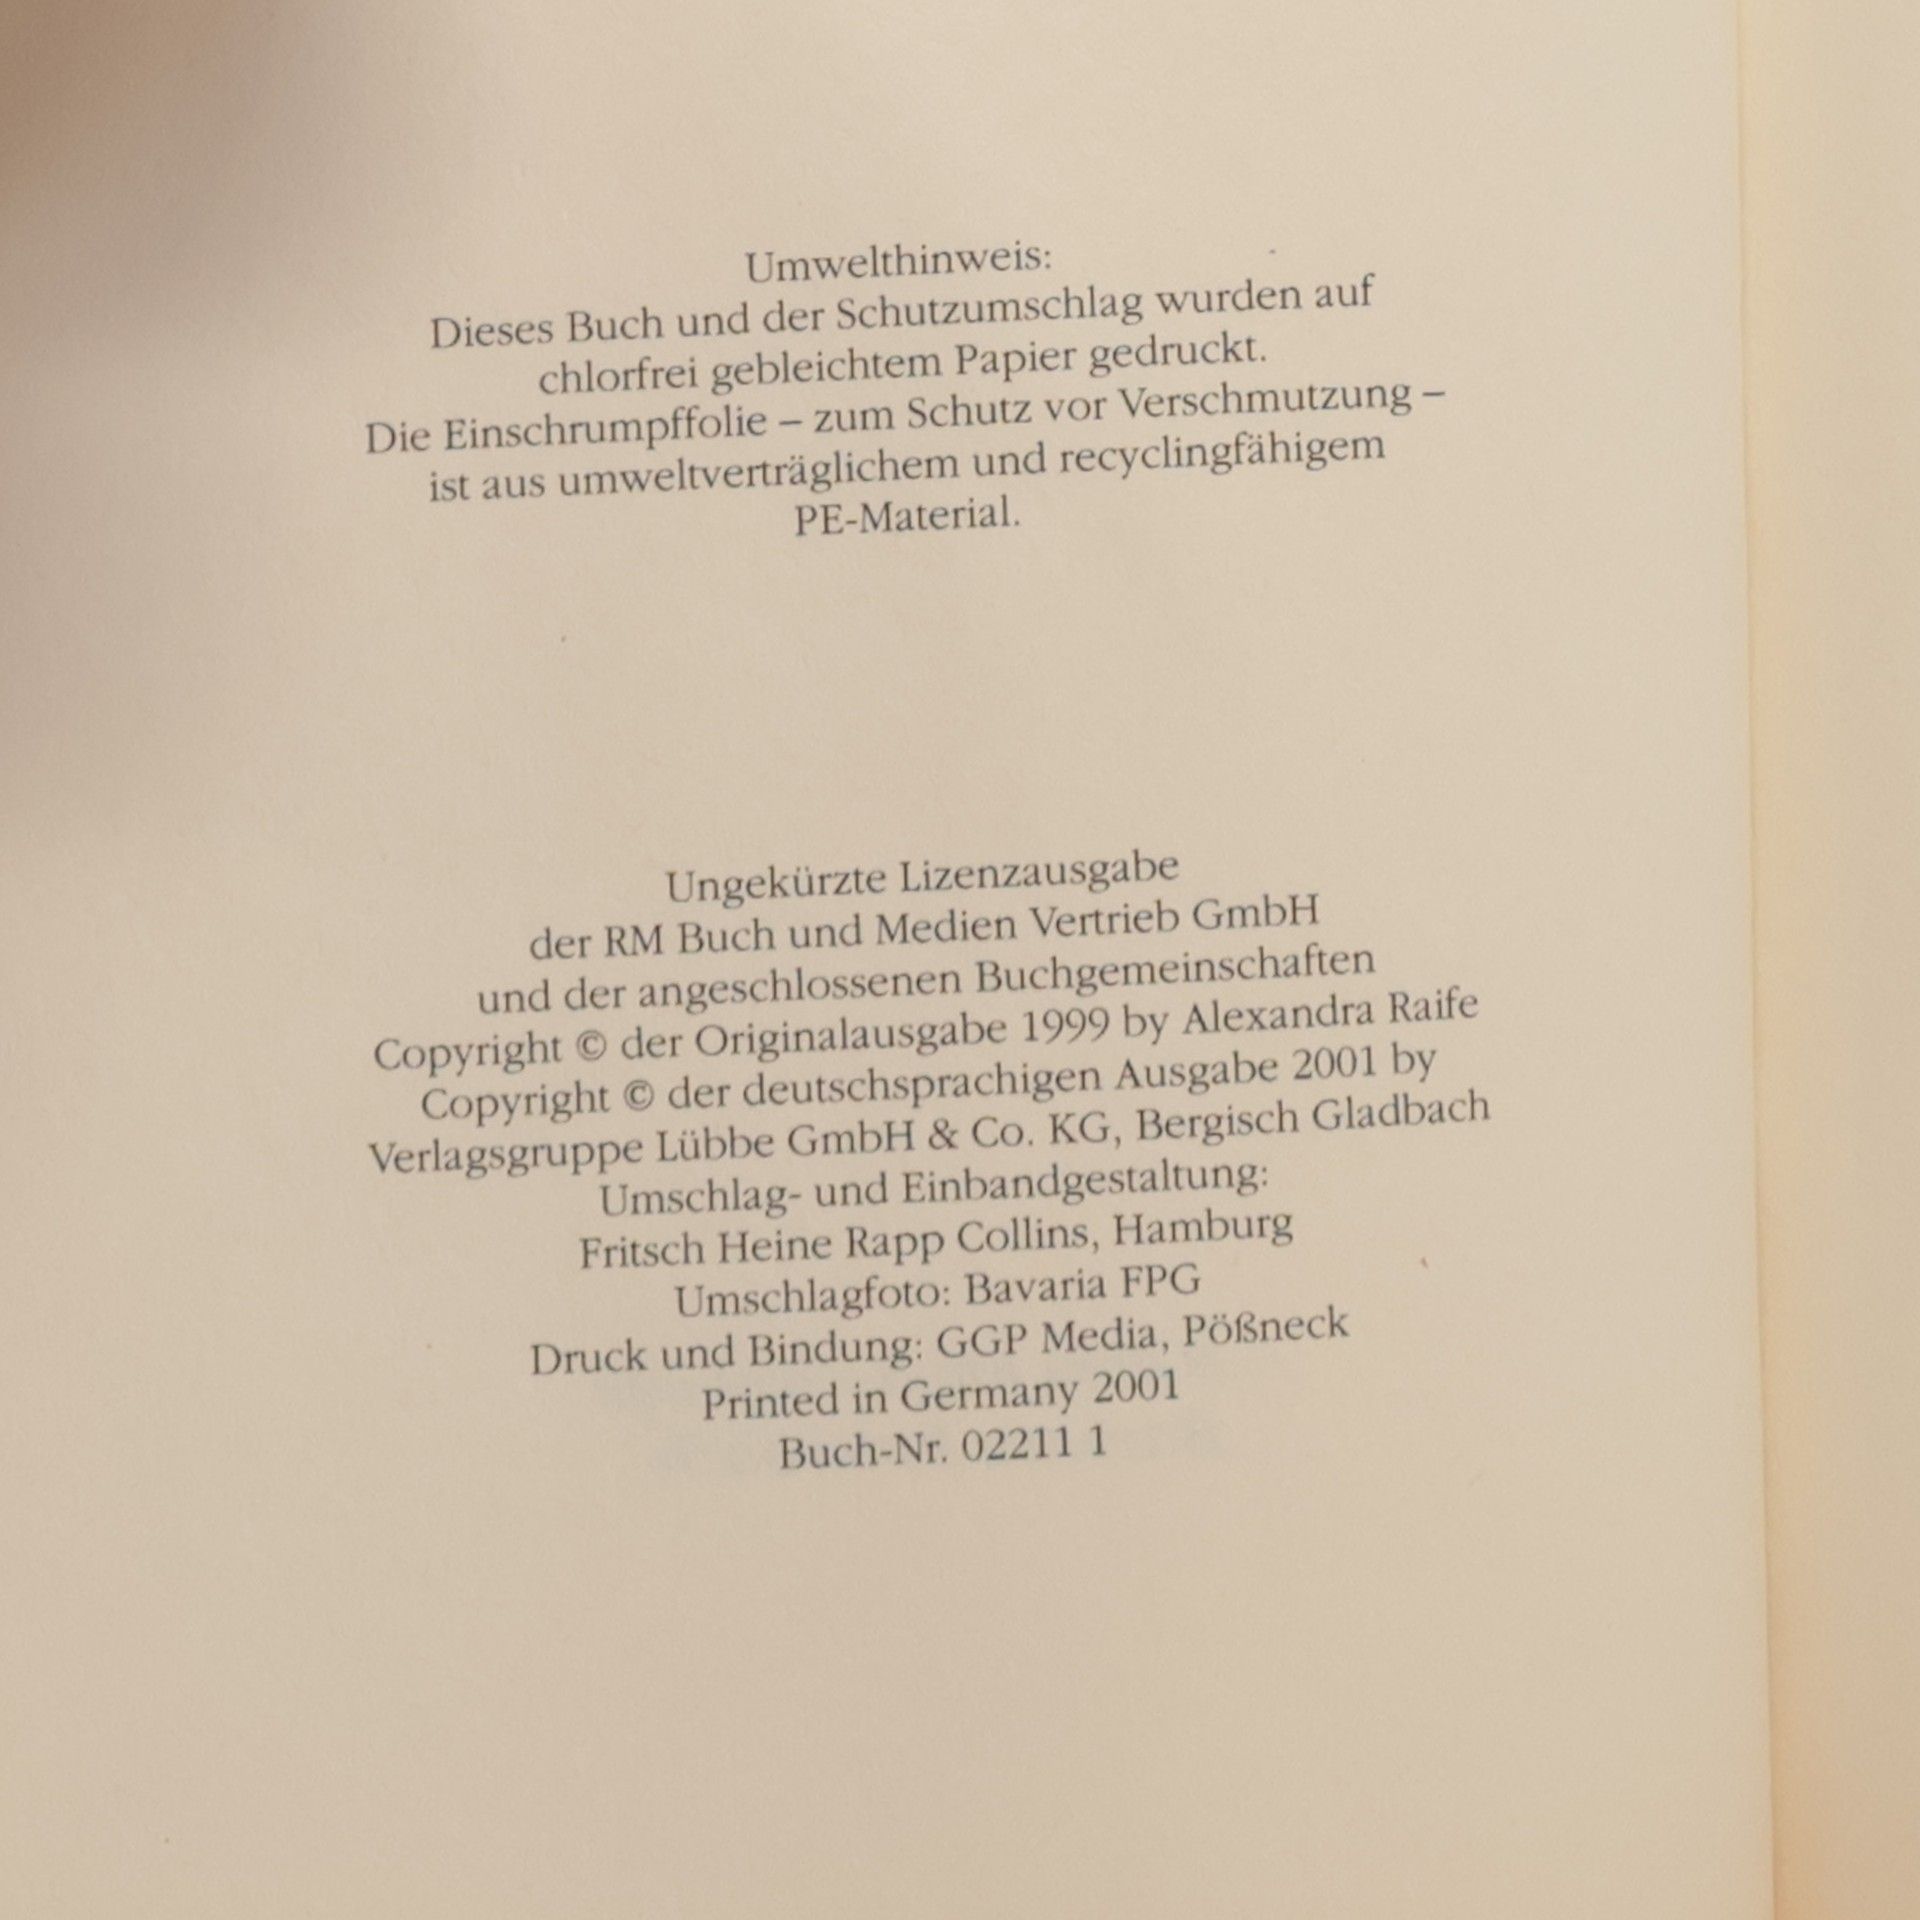 Umwelthinweis:
Dieses Buch und der Schutzumschlag wurden auf
chlorfrei gebleichtem Papier gedruckt.
Die Einschrumpffolie – zum Schutz vor Verschmutzung –
ist aus umweltverträglichem und recyclingfähigem
PE-Material.
Ungekürzte Lizenzausgabe
der RM Buch und Medien Vertrieb GmbH
und der angeschlossenen Buchgemeinschaften
Copyright © der Originalausgabe 1999 by Alexandra Raife
Copyright © der deutschsprachigen Ausgabe 2001 by
Verlagsgruppe Lübbe GmbH & Co. KG, Bergisch Gladbach
Umschlag- und Einbandgestaltung:
Fritsch Heine Rapp Collins, Hamburg
Umschlagfoto: Bavaria FPG
Druck und Bindung: GGP Media, Pößneck
Printed in Germany 2001
Buch-Nr. 02211 1